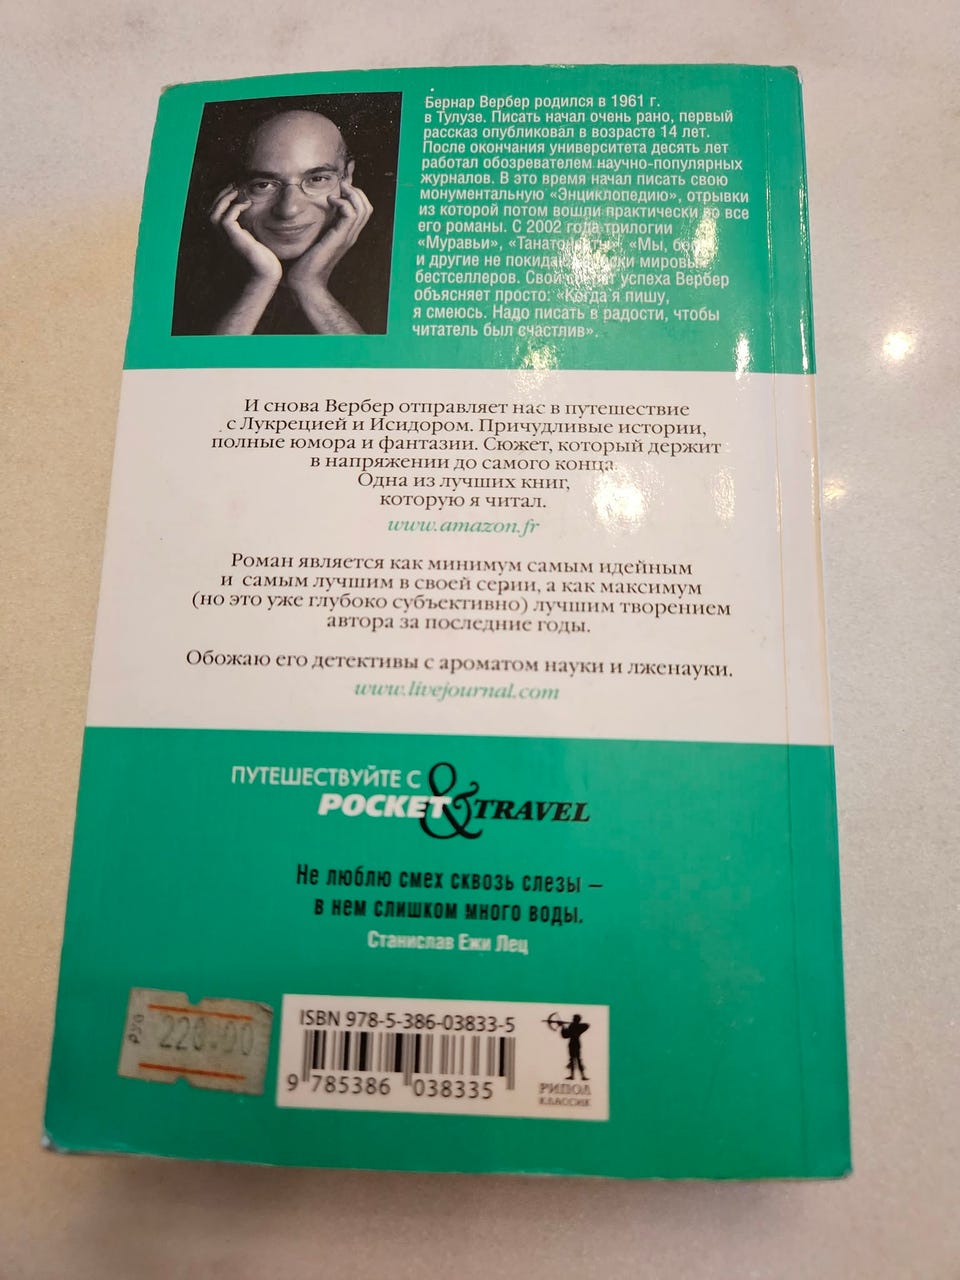 Бернар Вербер родился в 1961 г.
в Тулузе. Писать начал очень рано, первый
рассказ опубликовал в возрасте 14 лет.
После окончания университета десять лет
работал обозревателем научно-популярных
журналов. В это время начал писать свою
монументальную «Энциклопедию», отрывки
из которой потом вошли практически во все
его романы. С 2002 года трилогии
«Муравьи», «Мы,
и другие не
бестселлеров. Свой успеха Вербер
объясняет просто: «Когда я пишу,
я смеюсь. Надо писать в радости, чтобы
читатель был счастлив».
И снова Вербер отправляет нас в путешествие
с Лукрецией и Исидором. Причудливые истории,
полные юмора и фантазии. Сюжет, который держит
в напряжении до самого конца.
Одна из лучших книг,
которую я читал.
www.amazon.fr
Роман является как минимум самым идейным
и самым лучшим в своей серии, а как максимум
(но это уже глубоко субъективно) лучшим творением
автора за последние годы.
Обожаю его детективы с ароматом науки и лженауки.
www.livejournal.com
ПУТЕШЕСТВУЙТЕ С
POCKET & TRAVEL
Не люблю смех сквозь слезы –
в нем слишком много воды.
Станислав Ежи Лец
РУБ 220.00
ISBN 978-5-386-03833-5
9 785386 038335
РИПОЛ
КЛАССИК